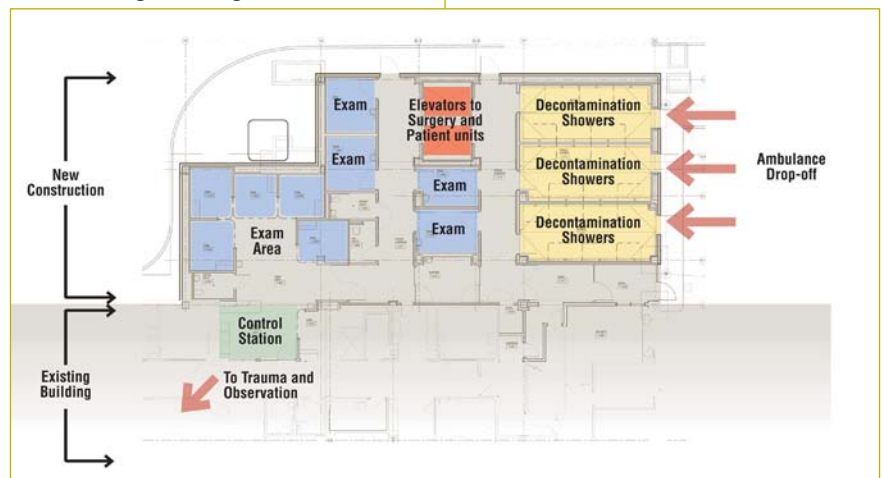 Exam
Elevators to
Surgery and
Patient units
Decontamination
Showers
Exam
Decontamination
Showers
Ambulance
Drop-off
New
Construction
Exam
Exam
Decontamination
Showers
Exam
Area
Control
Station
Existing
Building
To Trauma and
Observation